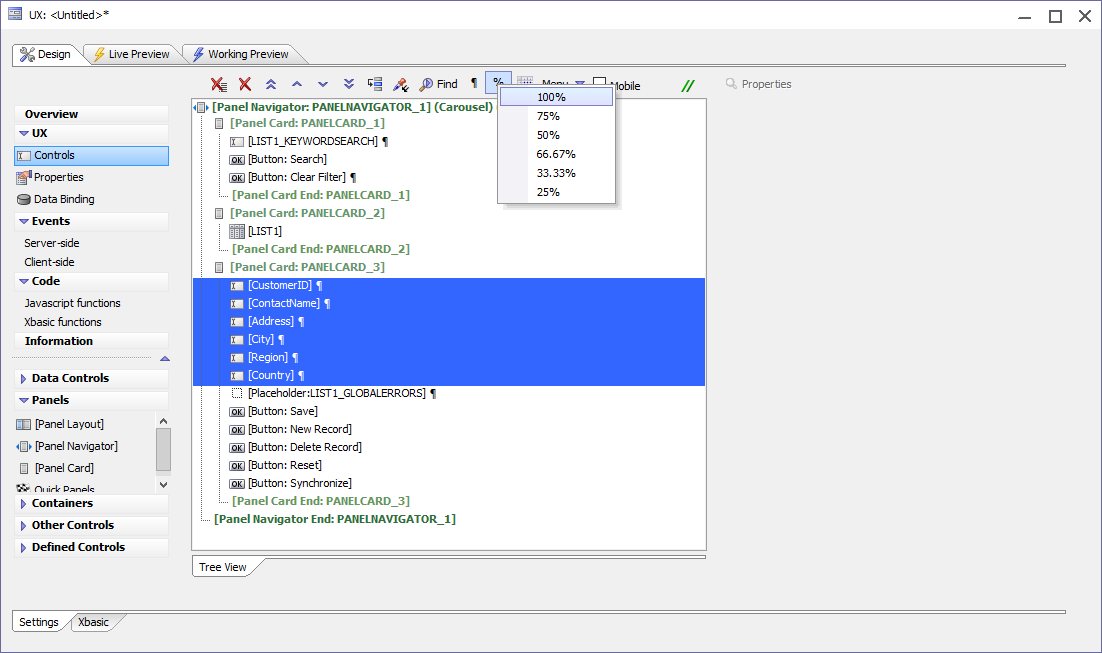 UX: <Untitled>*
Design
Live Preview
Working Preview
Find
¶
%
Menu
Mobile
Properties
100%
75%
50%
66.67%
33.33%
25%
Overview
UX
Controls
Properties
Data Binding
Events
Server-side
Client-side
Code
Javascript functions
Xbasic functions
Information
Data Controls
Panels
[Panel Layout]
[Panel Navigator]
[Panel Card]
Quick Panels
Containers
Other Controls
Defined Controls
[Panel Navigator: PANELNAVIGATOR_1] (Carousel)
[Panel Card: PANELCARD_1]
[LIST1_KEYWORDSEARCH] ¶
OK [Button: Search]
OK [Button: Clear Filter] ¶
[Panel Card End: PANELCARD_1]
[Panel Card: PANELCARD_2]
[LIST1]
[Panel Card End: PANELCARD_2]
[Panel Card: PANELCARD_3]
[CustomerID] ¶
[ContactName] ¶
[Address] ¶
[City] ¶
[Region] ¶
[Country] ¶
[Placeholder:LIST1_GLOBALERRORS] ¶
OK [Button: Save]
OK [Button: New Record]
OK [Button: Delete Record]
OK [Button: Reset]
OK [Button: Synchronize]
[Panel Card End: PANELCARD_3]
[Panel Navigator End: PANELNAVIGATOR_1]
Tree View
Settings
Xbasic